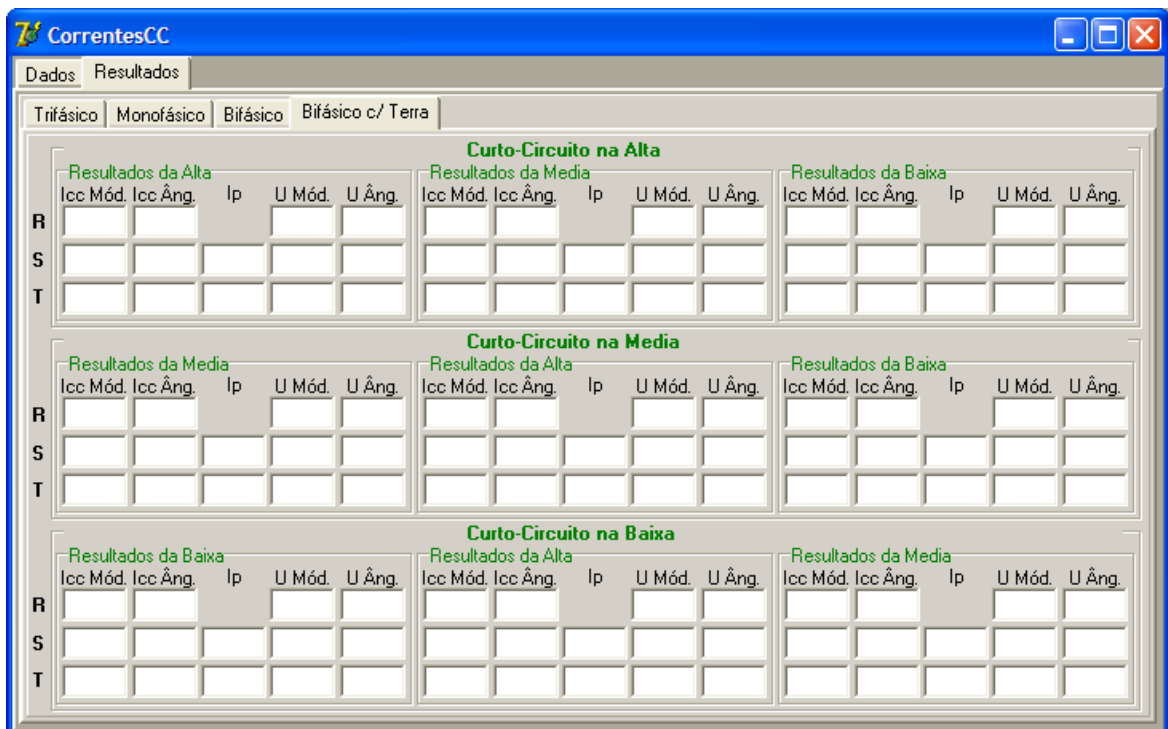 CorrentesCC
Dados Resultados
Trifásico Monofásico Bifásico Bifásico c/ Terra
Curto-Circuito na Alta
Resultados da Alta Resultados da Media Resultados da Baixa
Icc Mód. Icc Âng. Ip U Mód. U Âng. Icc Mód. Icc Âng. Ip U Mód. U Âng. Icc Mód. Icc Âng. Ip U Mód. U Âng.
R
S
T
Curto-Circuito na Media
Resultados da Media Resultados da Alta Resultados da Baixa
Icc Mód. Icc Âng. Ip U Mód. U Âng. Icc Mód. Icc Âng. Ip U Mód. U Âng. Icc Mód. Icc Âng. Ip U Mód. U Âng.
R
S
T
Curto-Circuito na Baixa
Resultados da Baixa Resultados da Alta Resultados da Media
Icc Mód. Icc Âng. Ip U Mód. U Âng. Icc Mód. Icc Âng. Ip U Mód. U Âng. Icc Mód. Icc Âng. Ip U Mód. U Âng.
R
S
T